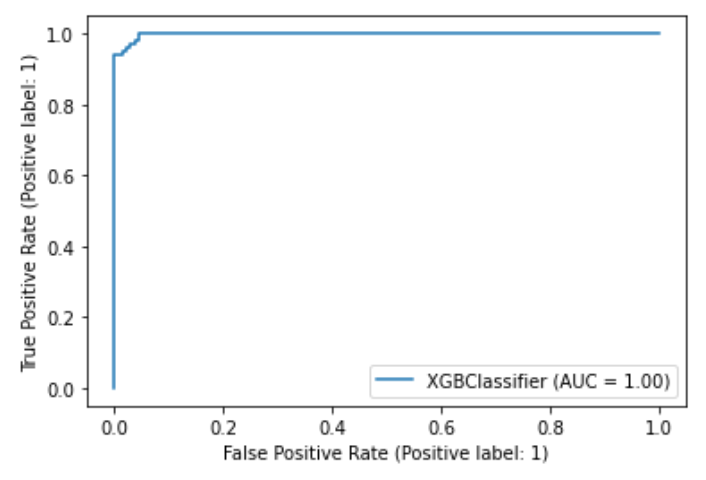 1.0
0.8
0.6
0.4
0.2
0.0
True Positive Rate (Positive label: 1)
XGBClassifier (AUC = 1.00)
0.0 0.2 0.4 0.6 0.8 1.0
False Positive Rate (Positive label: 1)